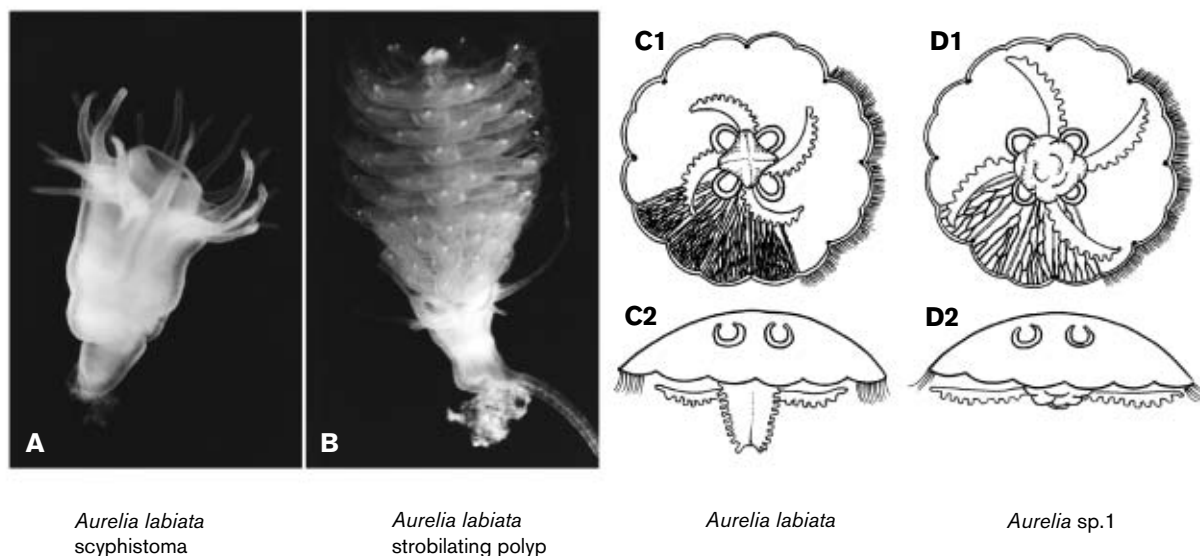 A
B
C1
D1
C2
D2
Aurelia labiata
scyphistoma
Aurelia labiata
strobilating polyp
Aurelia labiata
Aurelia sp.1